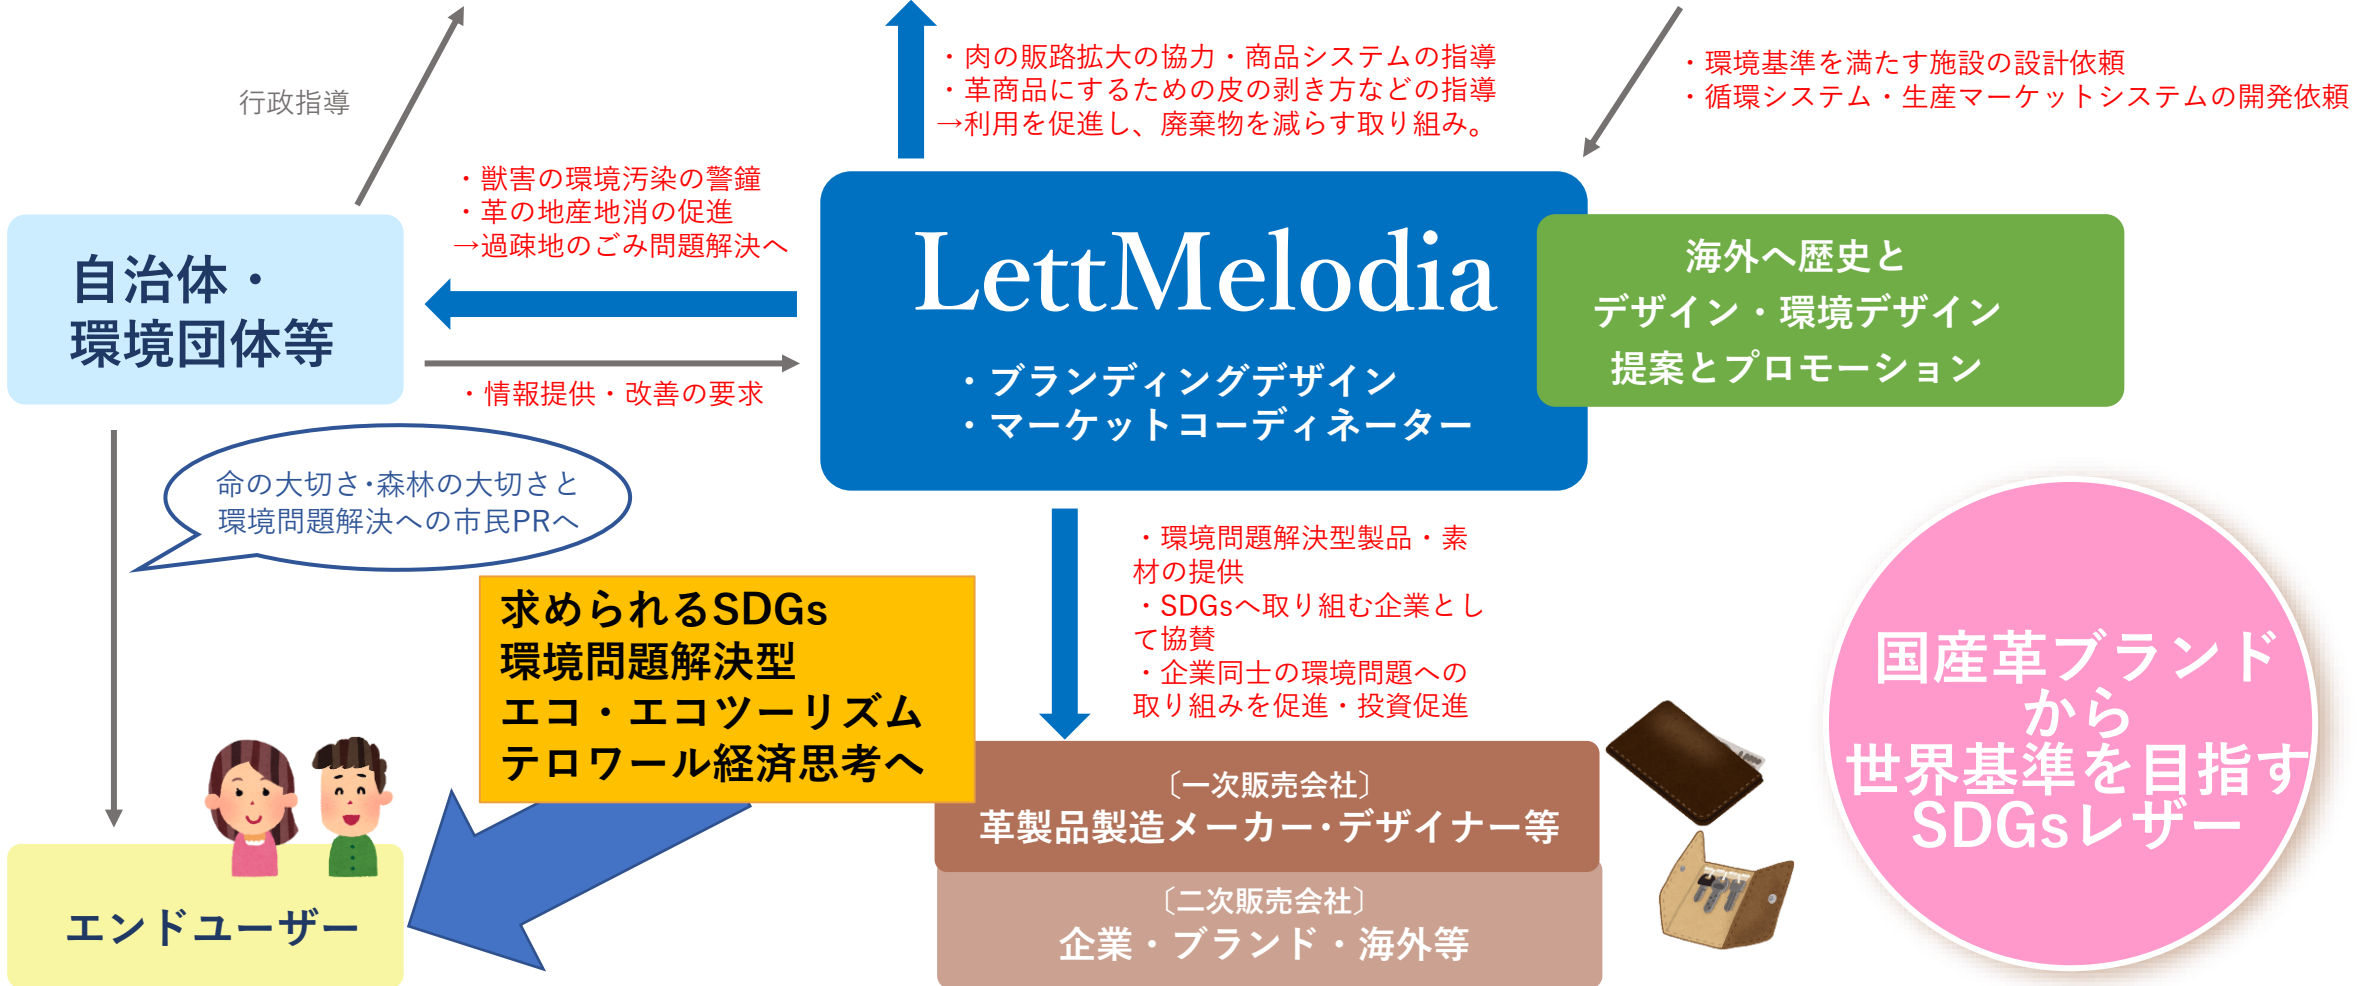 行政指導
・肉の販路拡大の協力・商品システムの指導
・革商品にするための皮の剥き方などの指導
→利用を促進し、廃棄物を減らす取り組み。
・環境基準を満たす施設の設計依頼
・循環システム・生産マーケットシステムの開発依頼
・獣害の環境汚染の警鐘
・革の地産地消の促進
→過疎地のごみ問題解決へ
自治体・
環境団体等
・情報提供・改善の要求
LettMelodia
・ブランディングデザイン
・マーケットコーディネーター
海外へ歴史と
デザイン・環境デザイン
提案とプロモーション
命の大切さ・森林の大切さと
環境問題解決への市民PRへ
・環境問題解決型製品・素
材の提供
・SDGsへ取り組む企業とし
て協賛
・企業同士の環境問題への
取り組みを促進・投資促進
求められるSDGs
環境問題解決型
エコ・エコツーリズム
テロワール経済思考へ
国産革ブランド
から
世界基準を目指す
SDGsレザー
〔一次販売会社〕
革製品製造メーカー・デザイナー等
〔二次販売会社〕
企業・ブランド・海外等
エンドユーザー